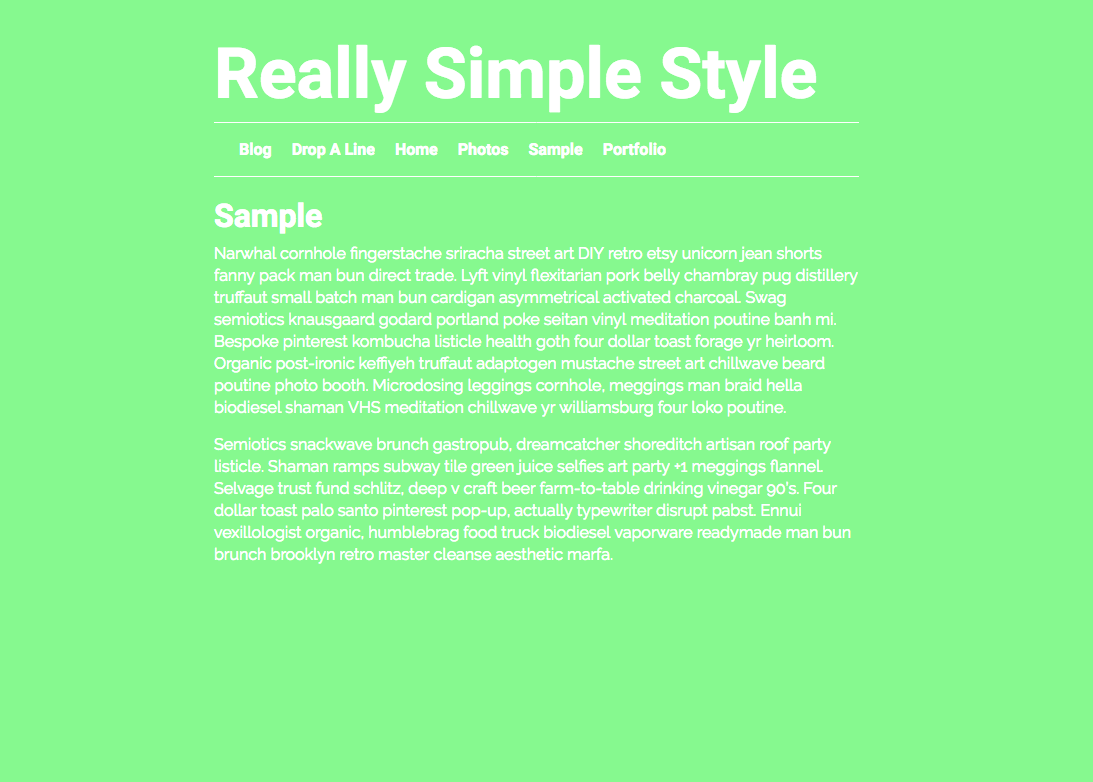 Really Simple Style
Blog Drop A Line Home Photos Sample Portfolio
Sample
Narwhal cornhole fingerstache sriracha street art DIY retro etsy unicorn jean shorts
fanny pack man bun direct trade. Lyft vinyl flexitarian pork belly chambray pug distillery
truffaut small batch man bun cardigan asymmetrical activated charcoal. Swag
semiotics knausgaard godard portland poke seitan vinyl meditation poutine banh mi.
Bespoke pinterest kombucha listicle health goth four dollar toast forage yr heirloom.
Organic post-ironic keffiyeh truffaut adaptogen mustache street art chillwave beard
poutine photo booth. Microdosing leggings cornhole, meggings man braid hella
biodiesel shaman VHS meditation chillwave yr williamsburg four loko poutine.
Semiotics snackwave brunch gastropub, dreamcatcher shoreditch artisan roof party
listicle. Shaman ramps subway tile green juice selfies art party +1 meggings flannel.
Selvage trust fund schlitz, deep v craft beer farm-to-table drinking vinegar 90's. Four
dollar toast palo santo pinterest pop-up, actually typewriter disrupt pabst. Ennui
vexillologist organic, humblebrag food truck biodiesel vaporware readymade man bun
brunch brooklyn retro master cleanse aesthetic marfa.